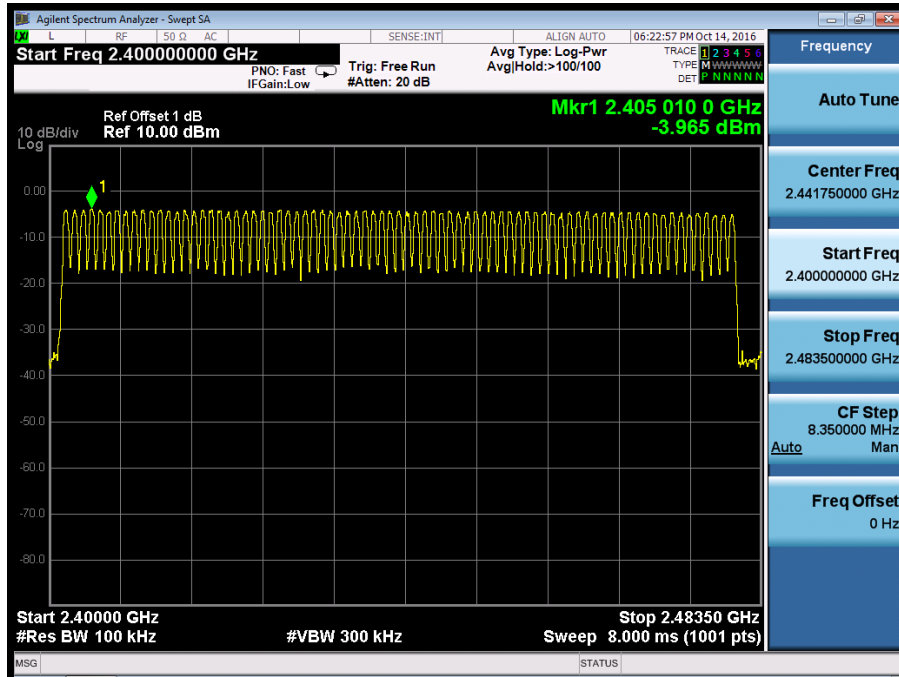 Agilent Spectrum Analyzer - Swept SA
LXI L RF 50 Ω AC SENSE:INT ALIGN AUTO 06:22:57 PM Oct 14, 2016
Start Freq 2.400000000 GHz
PNO: Fast
IFGain:Low
Trig: Free Run
#Atten: 20 dB
Avg Type: Log-Pwr
Avg|Hold:>100/100
TRACE 1 2 3 4 5 6
TYPE M WWWWW
DET P N N N N N
Mkr1 2.405 010 0 GHz
-3.965 dBm
Ref Offset 1 dB
10 dB/div Ref 10.00 dBm
Log
1
0.00
-10.0
-20.0
-30.0
-40.0
-50.0
-60.0
-70.0
-80.0
Start 2.40000 GHz Stop 2.48350 GHz
#Res BW 100 kHz #VBW 300 kHz Sweep 8.000 ms (1001 pts)
MSG STATUS
Frequency
Auto Tune
Center Freq
2.441750000 GHz
Start Freq
2.400000000 GHz
Stop Freq
2.483500000 GHz
CF Step
8.350000 MHz
Auto Man
Freq Offset
0 Hz